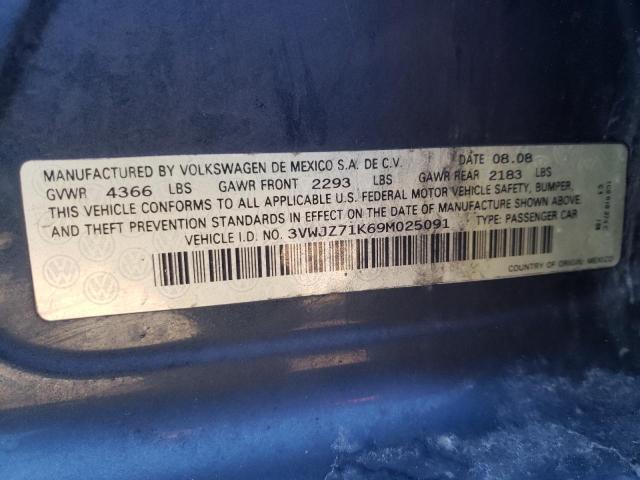 MANUFACTURED BY VOLKSWAGEN DE MEXICO S.A. DE C.V. DATE 08.08
GVWR 4366 LBS GAWR FRONT 2293 LBS GAWR REAR 2183 LBS
THIS VEHICLE CONFORMS TO ALL APPLICABLE U.S. FEDERAL MOTOR VEHICLE SAFETY, BUMPER,
AND THEFT PREVENTION STANDARDS IN EFFECT ON THE DATE OF MANUFACTURE SHOWN ABOVE.
VEHICLE I.D. NO. 3VWJZ71K69M025091 TYPE: PASSENGER CAR
COUNTRY OF ORIGIN: MEXICO